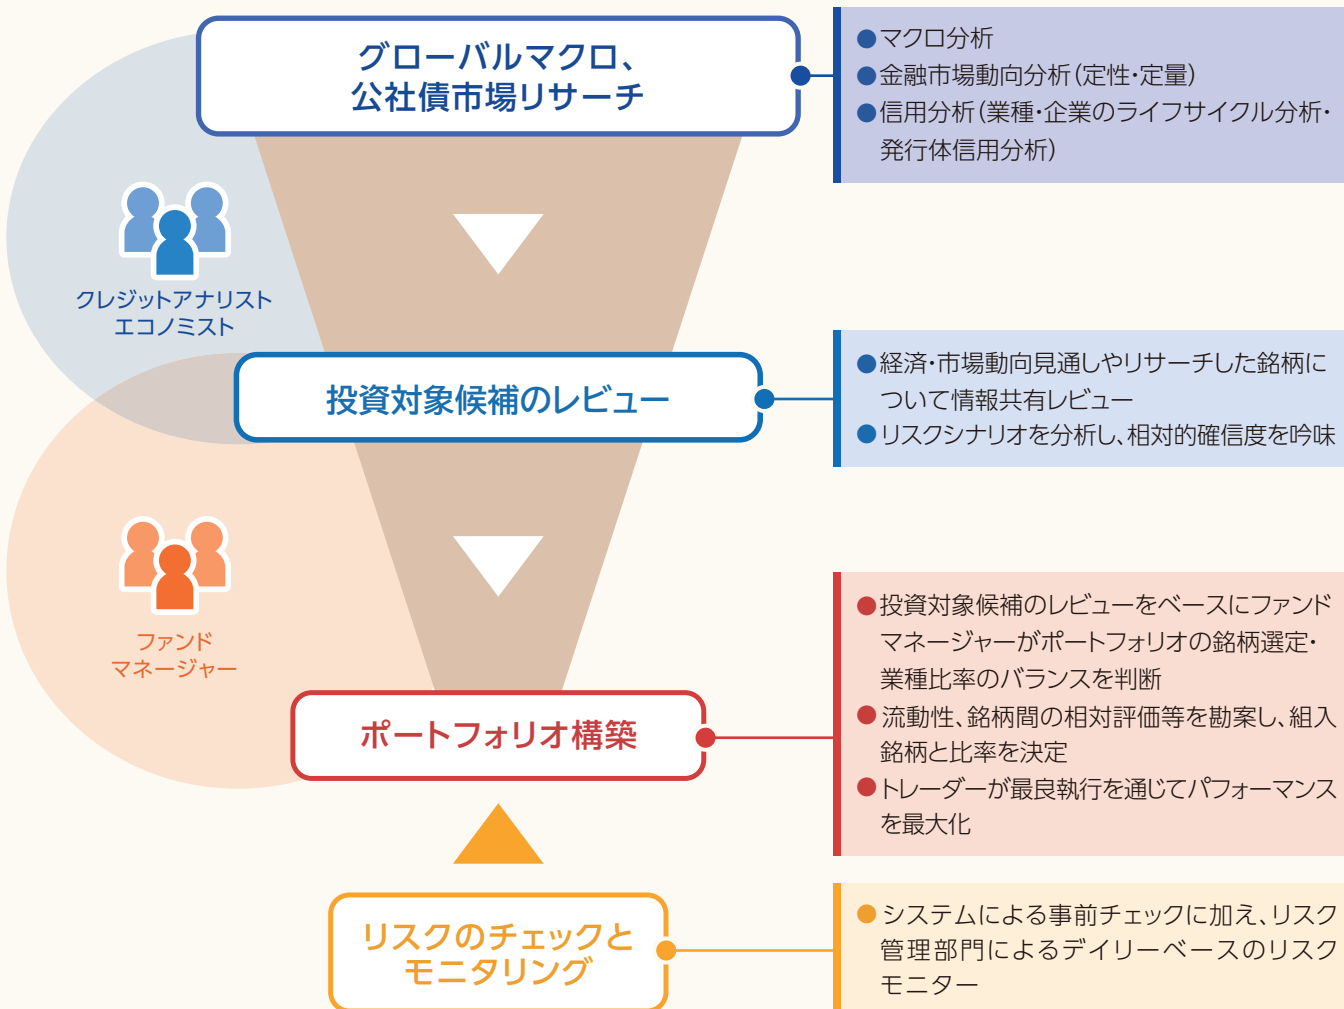 グローバルマクロ、
公社債市場リサーチ
●マクロ分析
●金融市場動向分析(定性・定量)
●信用分析(業種・企業のライフサイクル分析・
発行体信用分析)
クレジットアナリスト
エコノミスト
投資対象候補のレビュー
●経済・市場動向見通しやリサーチした銘柄に
ついて情報共有レビュー
●リスクシナリオを分析し、相対的確信度を吟味
ファンド
マネージャー
ポートフォリオ構築
●投資対象候補のレビューをベースにファンド
マネージャーがポートフォリオの銘柄選定・
業種比率のバランスを判断
●流動性、銘柄間の相対評価等を勘案し、組入
銘柄と比率を決定
●トレーダーが最良執行を通じてパフォーマンス
を最大化
リスクのチェックと
モニタリング
●システムによる事前チェックに加え、リスク
管理部門によるデイリーベースのリスク
モニター